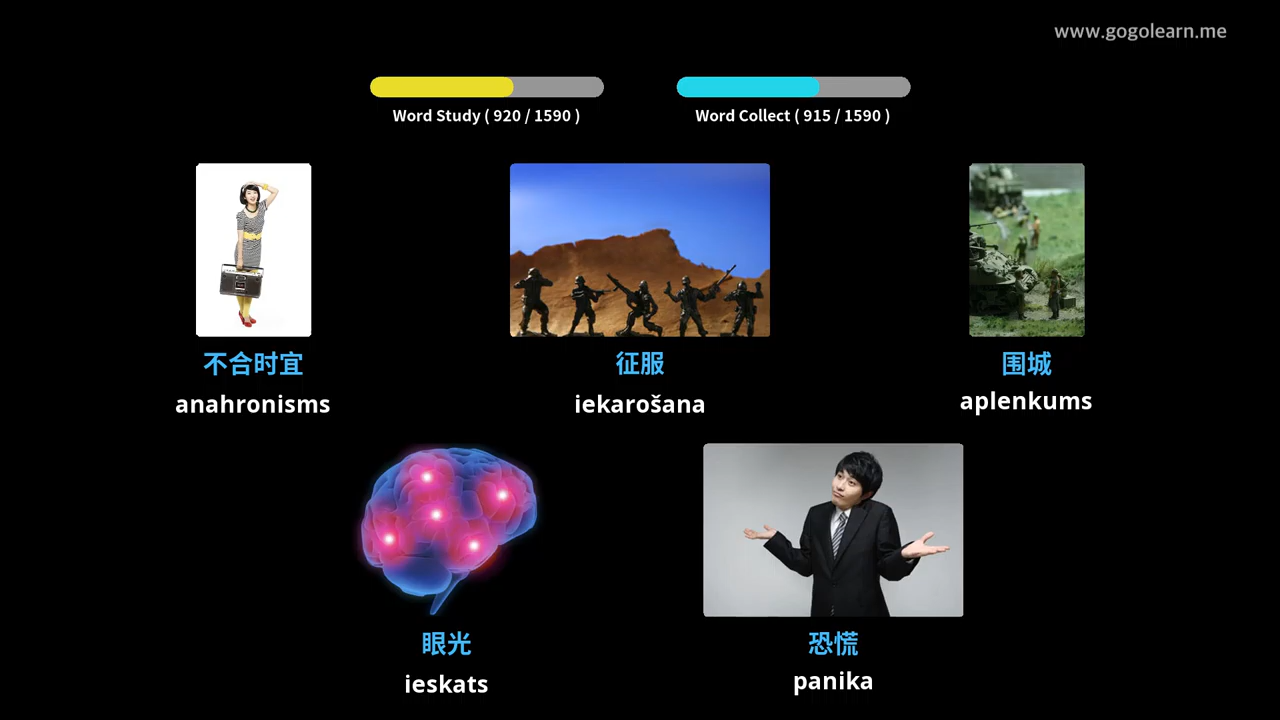 www.gogolearn.me
Word Study ( 920 / 1590 )
Word Collect ( 915 / 1590 )
不合时宜
anahronisms
征服
iekarošana
围城
aplenkums
眼光
ieskats
恐慌
panika